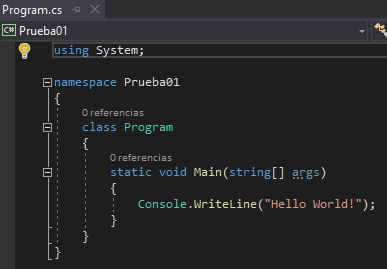 Program.cs
C# Prueba01
using System;
namespace Prueba01
{
0 referencias
class Program
{
0 referencias
static void Main(string[] args)
{
Console.WriteLine("Hello World!");
}
}
}